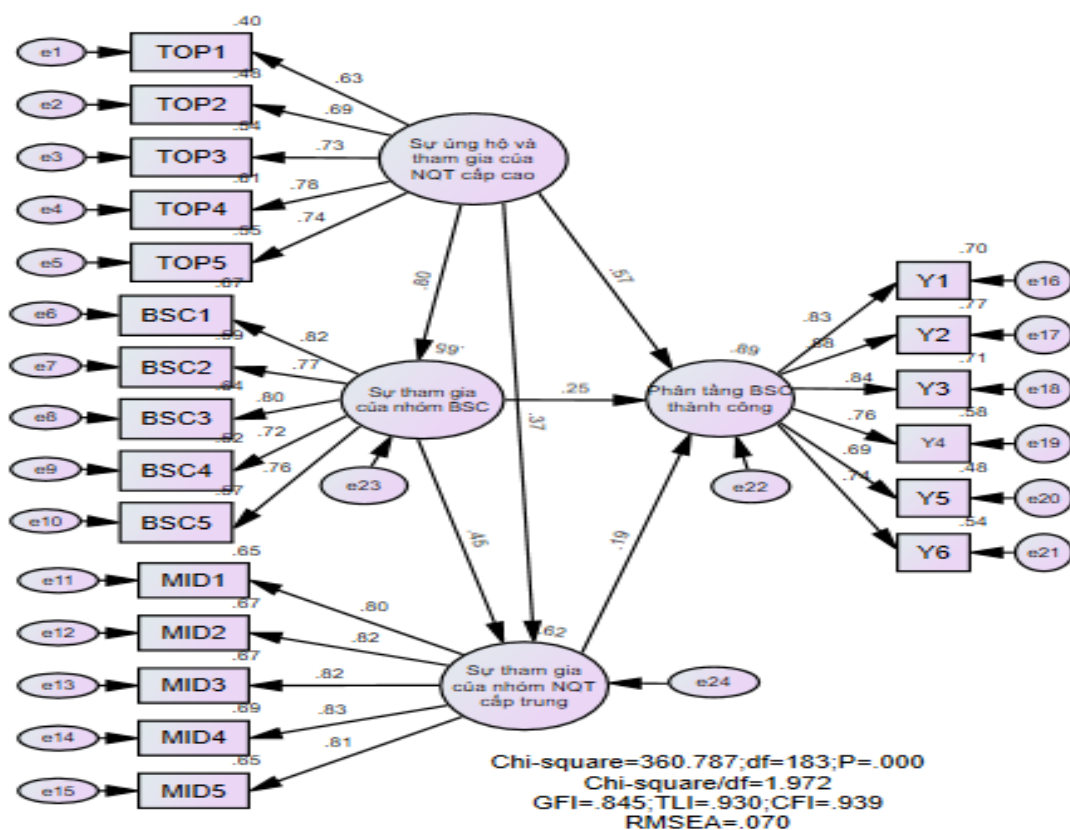 .40
e1
TOP1
.63
.48
e2
TOP2
.69
.54
e3
TOP3
.73
.61
e4
TOP4
.78
.55
e5
TOP5
.74
Sự ủng hộ và
tham gia của
NQT cấp cao
.67
e6
BSC1
.82
.59
e7
BSC2
.77
.64
e8
BSC3
.80
.52
e9
BSC4
.72
.57
e10
BSC5
.76
.80
.57
.37
.65
Sự tham gia
của nhóm BSC
e23
.25
.45
.19
.89
Phân tầng BSC
thành công
e22
.70
Y1
e16
.83
.77
Y2
e17
.88
.71
Y3
e18
.84
.58
Y4
e19
.76
.48
Y5
e20
.69
.54
Y6
e21
.74
.65
e11
MID1
.80
.67
e12
MID2
.82
.67
e13
MID3
.82
.69
e14
MID4
.83
.65
e15
MID5
.81
.62
Sự tham gia
của nhóm NQT
cấp trung
e24
Chi-square=360.787;df=183;P=.000
Chi-square/df=1.972
GFI=.845;TLI=.930;CFI=.939
RMSEA=.070